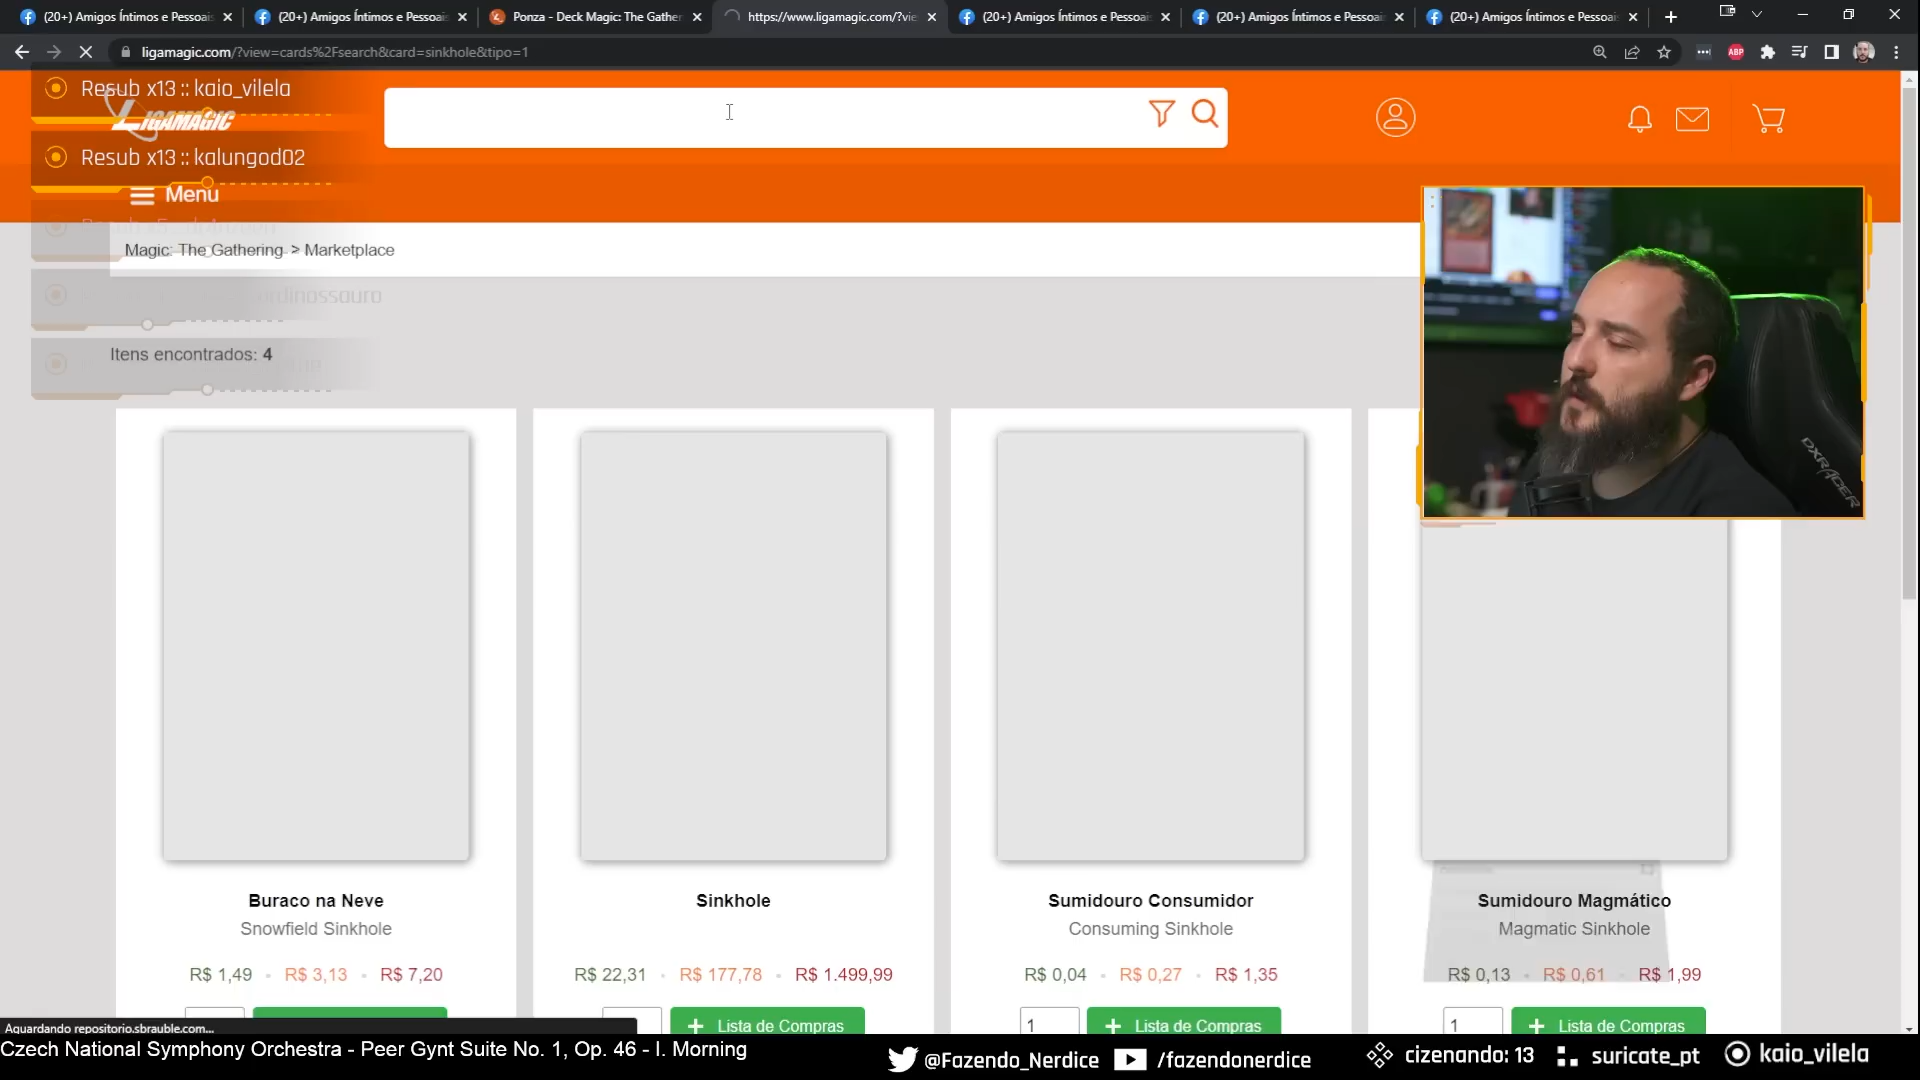 (20+) Amigos Íntimos e Pessoais
(20+) Amigos Íntimos e Pessoais
Ponza - Deck Magic: The Gather
https://www.ligamagic.com/?vie
(20+) Amigos Íntimos e Pessoais
(20+) Amigos Íntimos e Pessoais
(20+) Amigos Íntimos e Pessoais
ligamagic.com/?view=cards%2Fsearch&card=sinkhole&tipo=1
ABP
Resub x13 :: kaio_vilela
LIGAMAGIC
Resub x13 :: kalungod02
Menu
Magic: The Gathering > Marketplace
Itens encontrados: 4
DXRACER
Buraco na Neve
Snowfield Sinkhole
R$ 1,49 - R$ 3,13 - R$ 7,20
Sinkhole
R$ 22,31 - R$ 177,78 - R$ 1.499,99
+ Lista de Compras
Sumidouro Consumidor
Consuming Sinkhole
R$ 0,04 - R$ 0,27 - R$ 1,35
1 + Lista de Compras
Sumidouro Magmático
Magmatic Sinkhole
R$ 0,13 - R$ 0,61 - R$ 1,99
1 + Lista de Compras
Aguardando repositorio.sbrauble.com...
Czech National Symphony Orchestra - Peer Gynt Suite No. 1, Op. 46 - I. Morning
@Fazendo_Nerdice /fazendonerdice
cizenando: 13 suricate_pt kaio_vilela